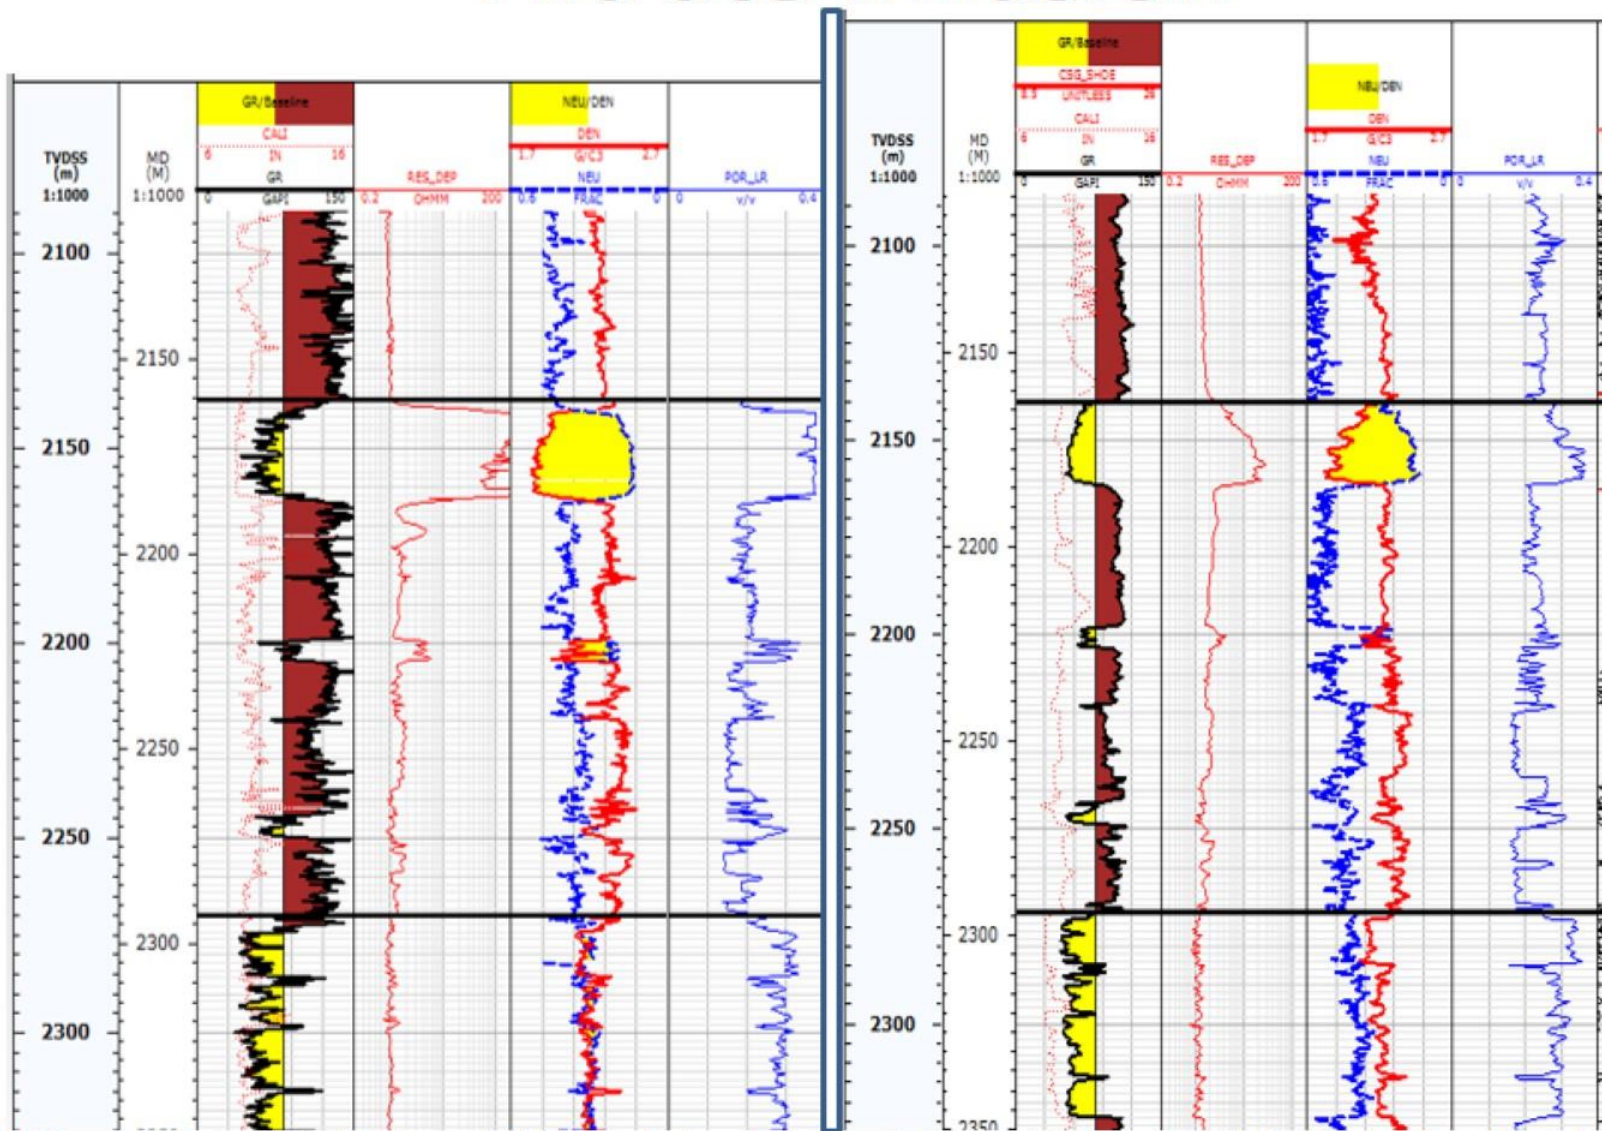 GR/Baseline
NEU/DEN
CALI
6 IN 16
DEN
1.7 G/C3 2.7
TVDSS
(m)
1:1000
MD
(M)
1:1000
GR
0 GAPI 150
RES_DEP
0.2 OHMM 200
NEU
0.6 FRAC 0
POR_LR
0 v/v 0.4
2100
2150
2200
2250
2300
2150
2200
2250
2300
GR/Baseline
CSG_SHOE
UNITLESS
CALI
6 IN 16
NEU/DEN
DEN
1.7 G/C3 2.7
TVDSS
(m)
1:1000
MD
(M)
1:1000
GR
0 GAPI 150
RES_DEP
0.2 OHMM 200
NEU
0.6 FRAC 0
POR_LR
0 v/v 0.4
2100
2150
2200
2250
2300
2150
2200
2250
2300
2350